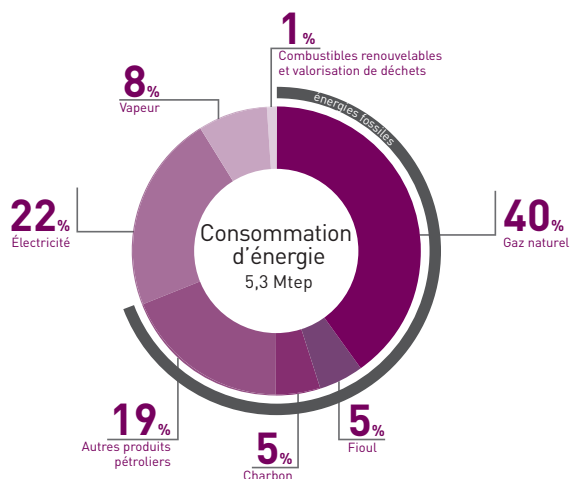 1%
Combustibles renouvelables
et valorisation de déchets
énergies fossiles
8%
Vapeur
22%
Électricité
Consommation
d'énergie
5,3 Mtep
40%
Gaz naturel
19%
Autres produits
pétroliers
5%
Charbon
5%
Fioul